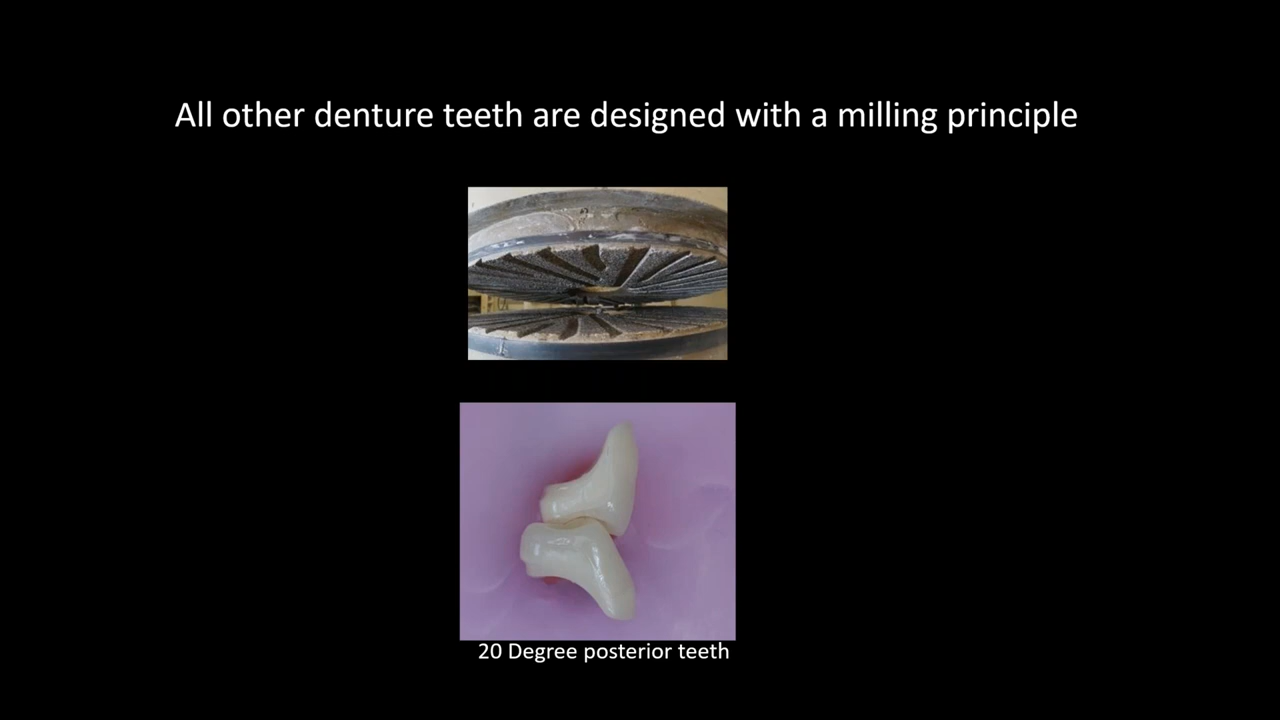 All other denture teeth are designed with a milling principle
20 Degree posterior teeth